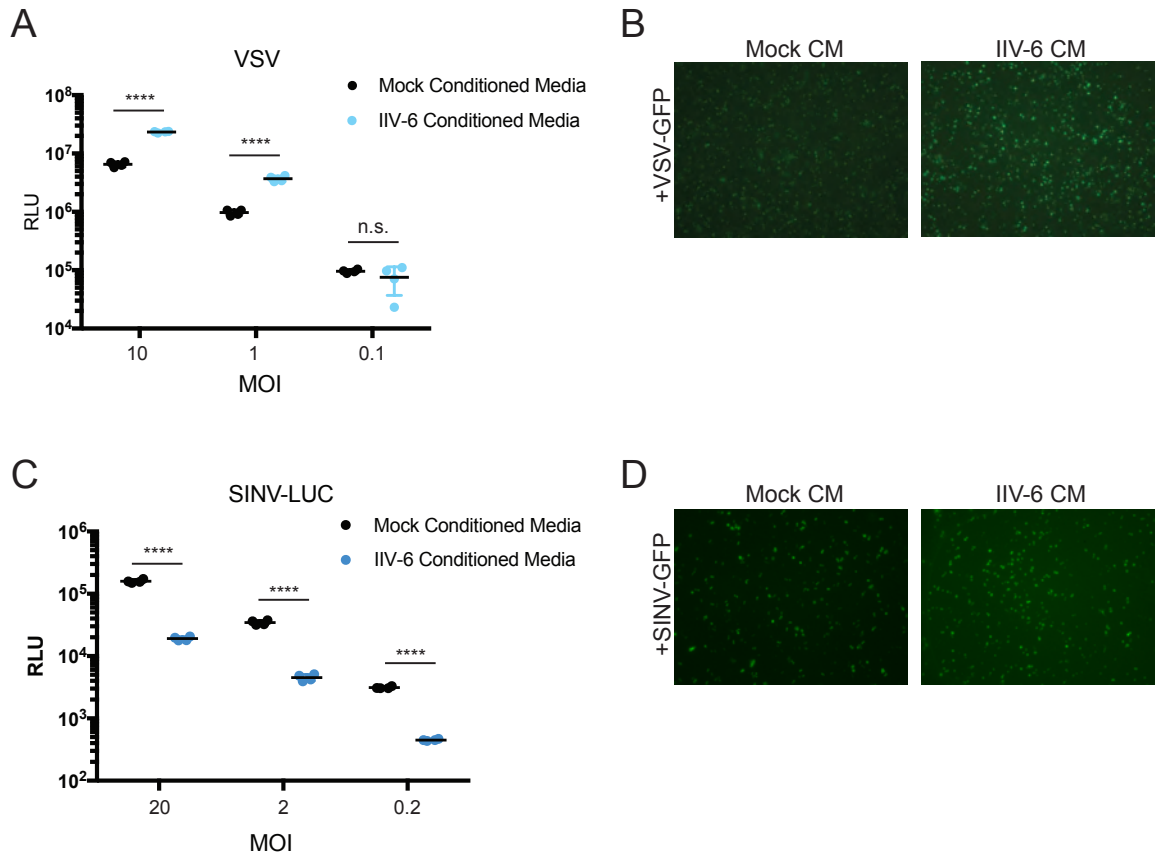 A
VSV
Mock Conditioned Media
IIV-6 Conditioned Media
10⁸
10⁷
10⁶
10⁵
10⁴
RLU
****
****
n.s.
10
1
0.1
MOI
B
Mock CM
IIV-6 CM
+VSV-GFP
C
SINV-LUC
Mock Conditioned Media
IIV-6 Conditioned Media
10⁶
10⁵
10⁴
10³
10²
RLU
****
****
****
20
2
0.2
MOI
D
Mock CM
IIV-6 CM
+SINV-GFP